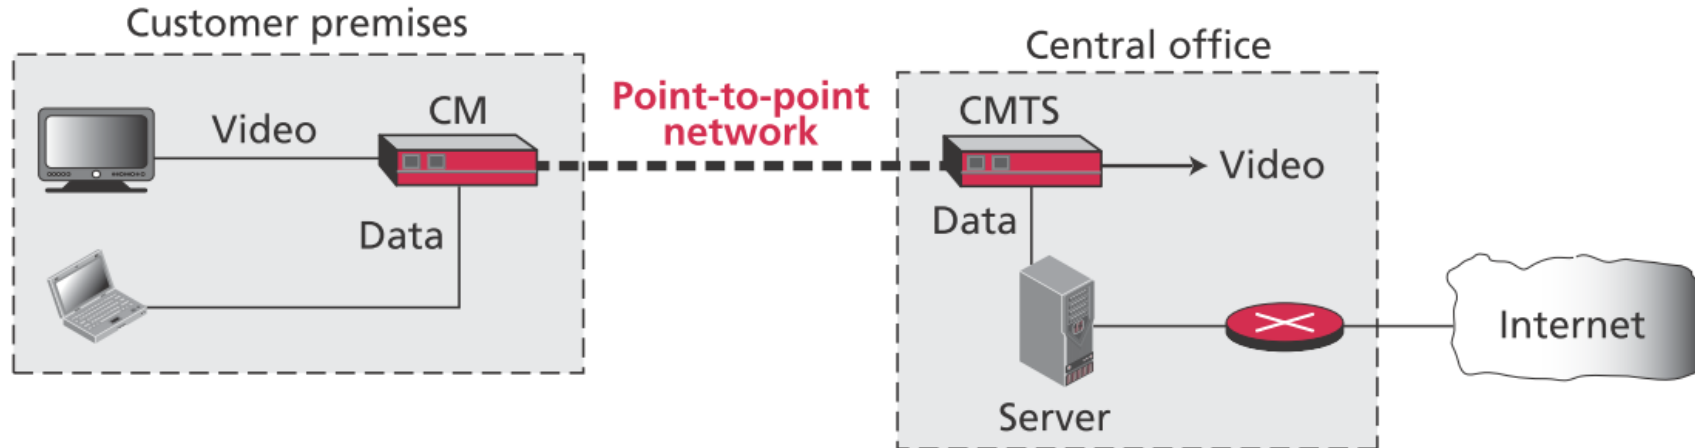 Customer premises
Central office
Video
CM
Point-to-point
network
CMTS
Video
Data
Data
Internet
Server